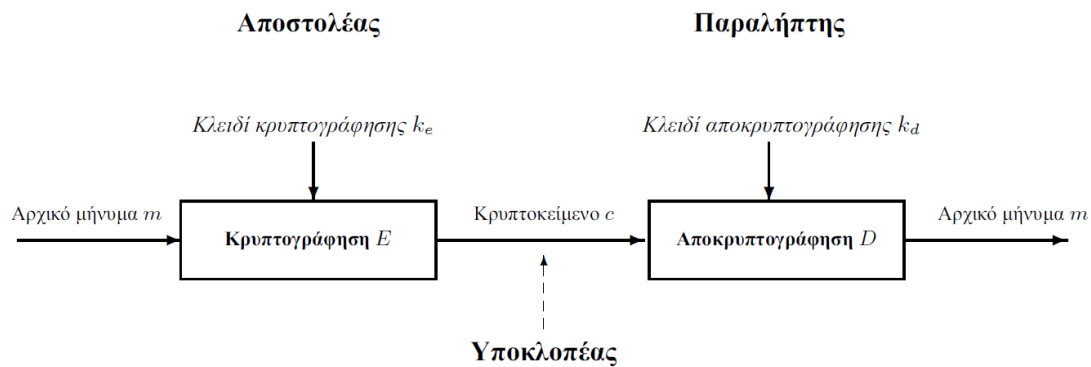 Αποστολέας
Παραλήπτης
Κλειδί κρυπτογράφησης k_e
Κλειδί αποκρυπτογράφησης k_d
Αρχικό μήνυμα m
Κρυπτογράφηση E
Κρυπτοκείμενο c
Αποκρυπτογράφηση D
Αρχικό μήνυμα m
Υποκλοπέας